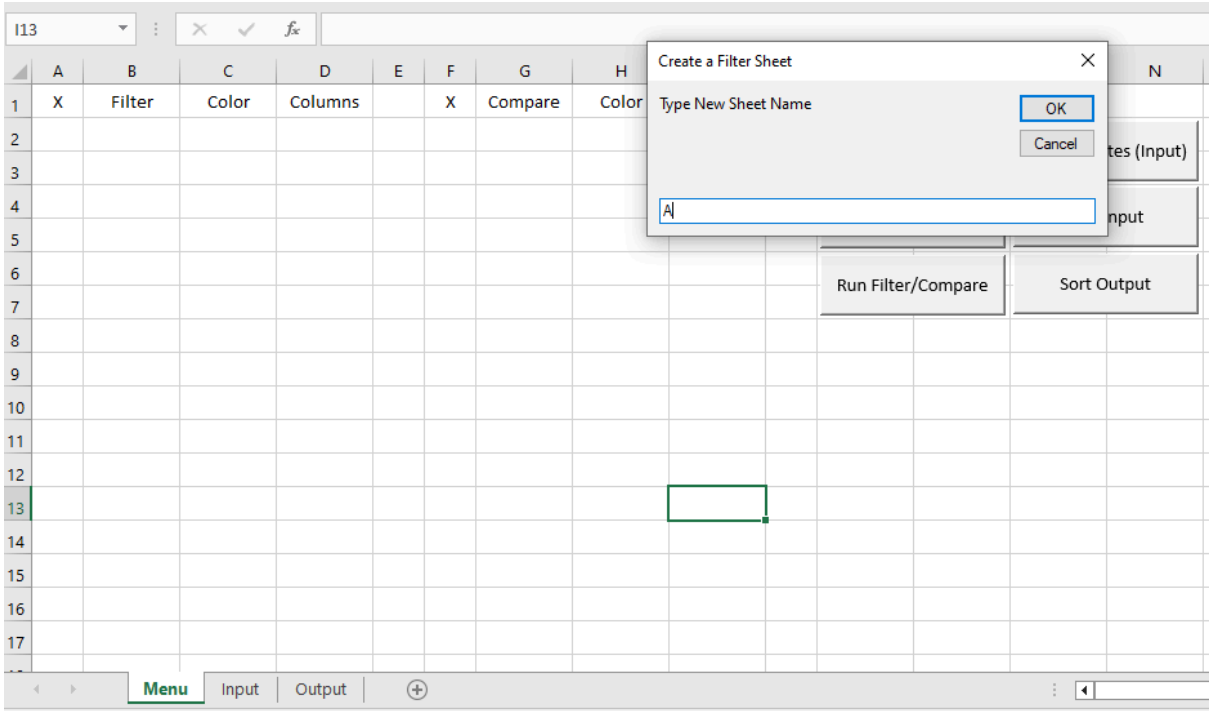 I13 fx
A B C D E F G H N
1 X Filter Color Columns X Compare Color
Create a Filter Sheet
Type New Sheet Name
OK
Cancel
A
2
3
tes (Input)
4
5
nput
6
7
Run Filter/Compare Sort Output
8
9
10
11
12
13
14
15
16
17
Menu Input Output